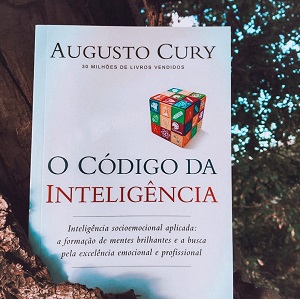 AUGUSTO CURY
30 MILHÕES DE LIVROS VENDIDOS
O CÓDIGO DA
INTELIGÊNCIA
Inteligência socioemocional aplicada:
a formação de mentes brilhantes e a busca
pela excelência emocional e profissional